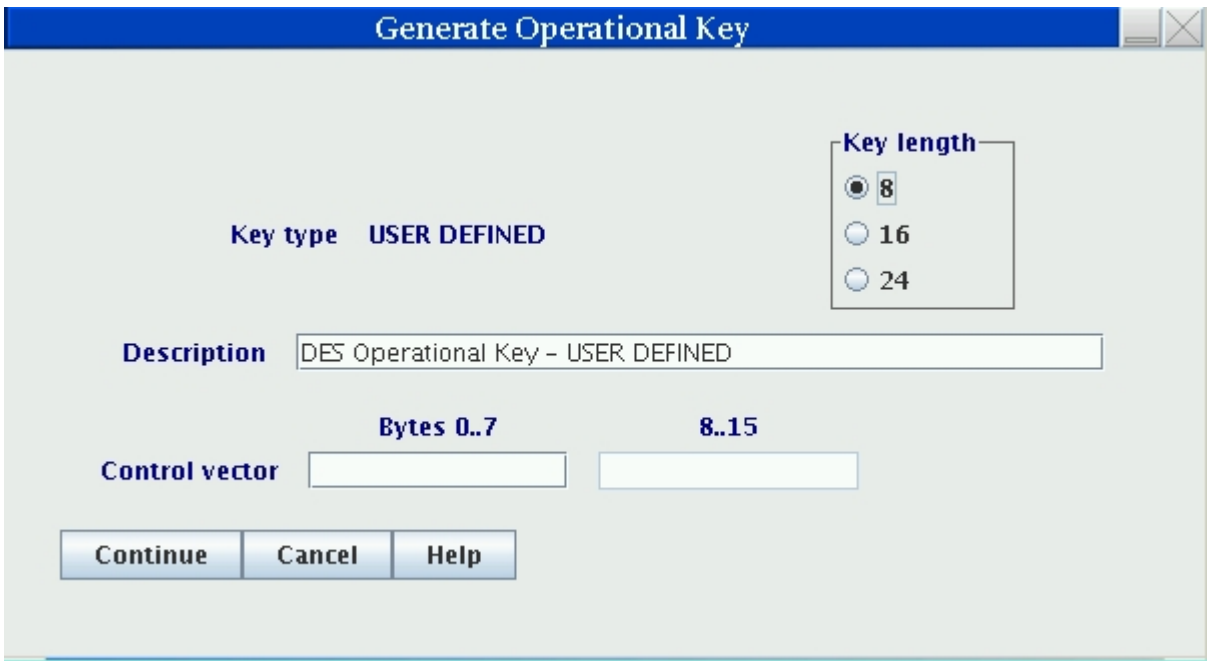 Generate Operational Key
Key length
8
Key type USER DEFINED
16
24
Description DES Operational Key – USER DEFINED
Bytes 0..7 8..15
Control vector
Continue Cancel Help